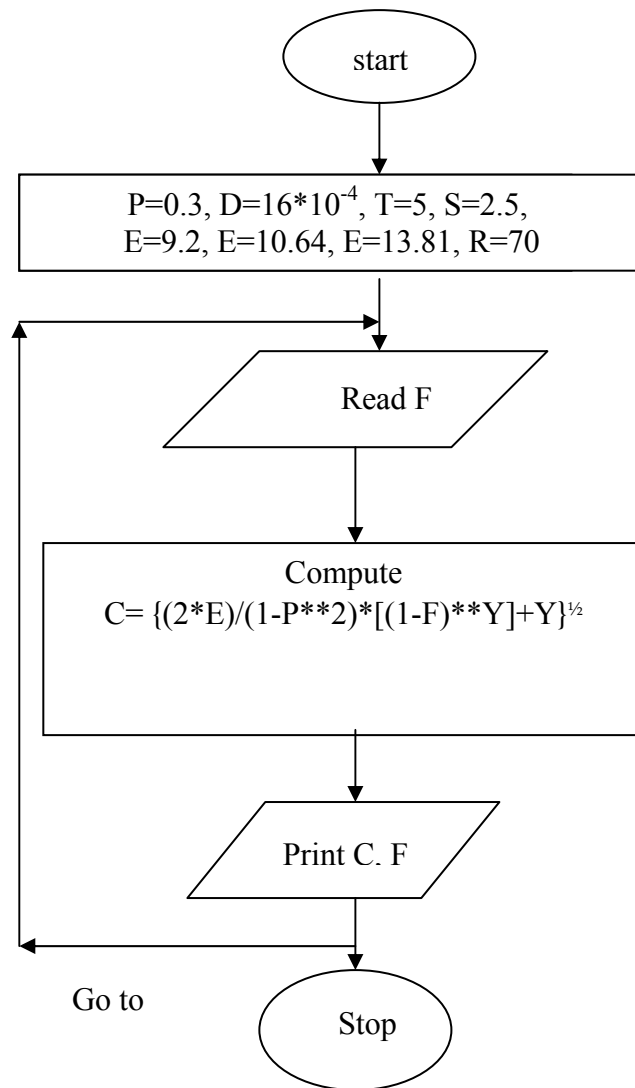 start
P=0.3, D=16*10⁻⁴, T=5, S=2.5,
E=9.2, E=10.64, E=13.81, R=70
Read F
Compute
C= {(2*E)/(1-P**2)*[(1-F)**Y]+Y}^½
Print C, F
Go to
Stop